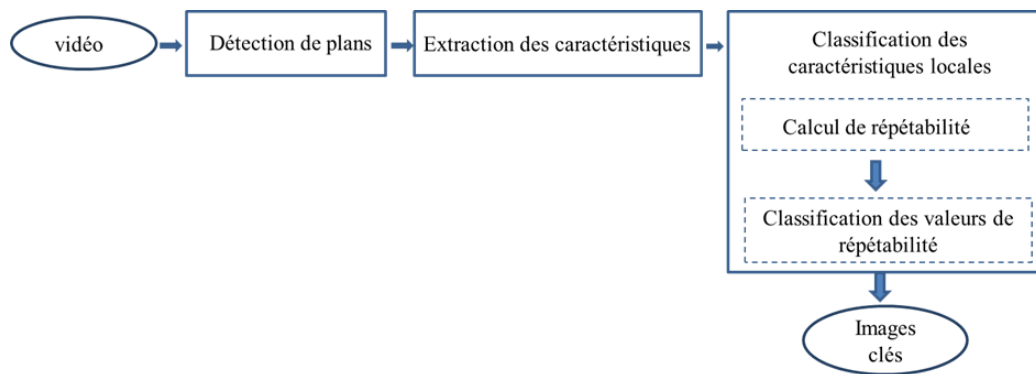 vidéo
Détection de plans
Extraction des caractéristiques
Classification des
caractéristiques locales
Calcul de répétabilité
Classification des valeurs de
répétabilité
Images
clés